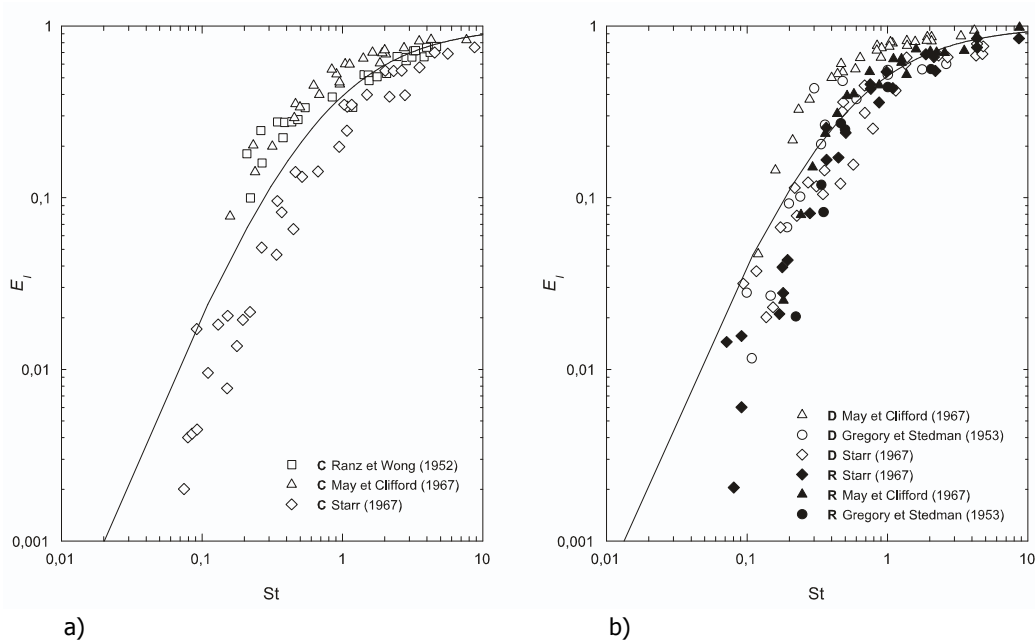 1
0,1
0,01
0,001
E_I
0,01
0,1
1
10
St
C Ranz et Wong (1952)
C May et Clifford (1967)
C Starr (1967)
a)
1
0,1
0,01
0,001
E_I
0,01
0,1
1
10
St
D May et Clifford (1967)
D Gregory et Stedman (1953)
D Starr (1967)
R Starr (1967)
R May et Clifford (1967)
R Gregory et Stedman (1953)
b)